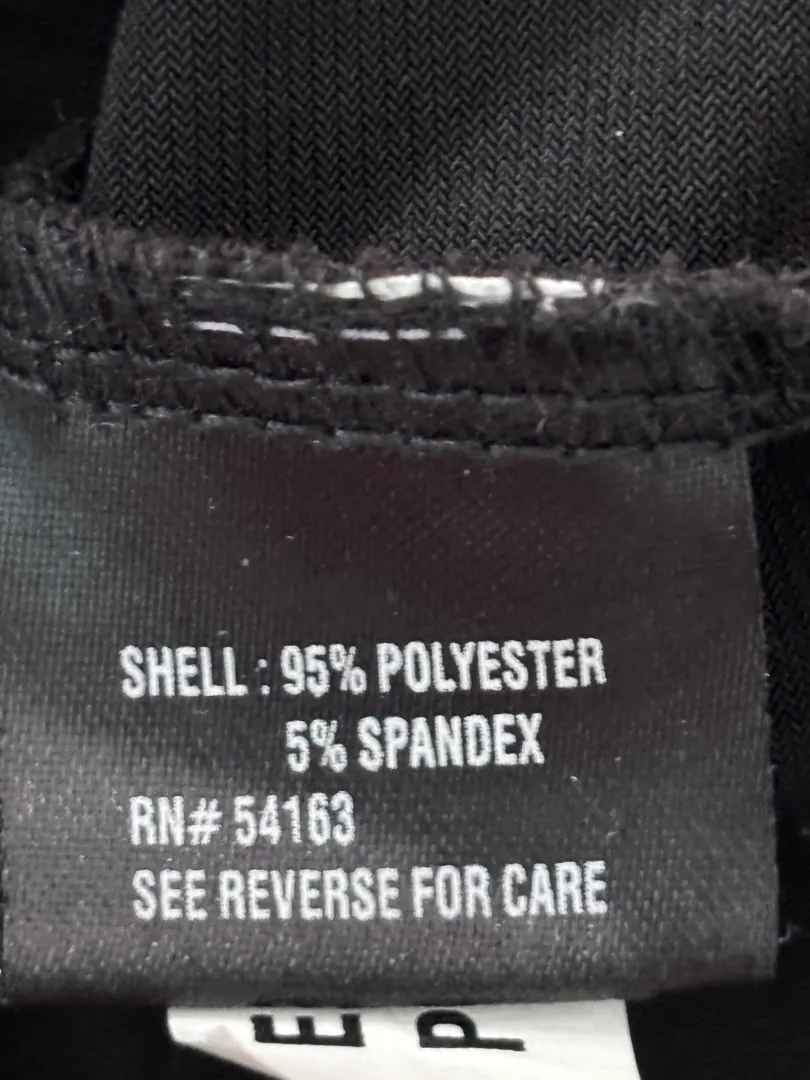 SHELL : 95% POLYESTER
5% SPANDEX
RN# 54163
SEE REVERSE FOR CARE
E
P